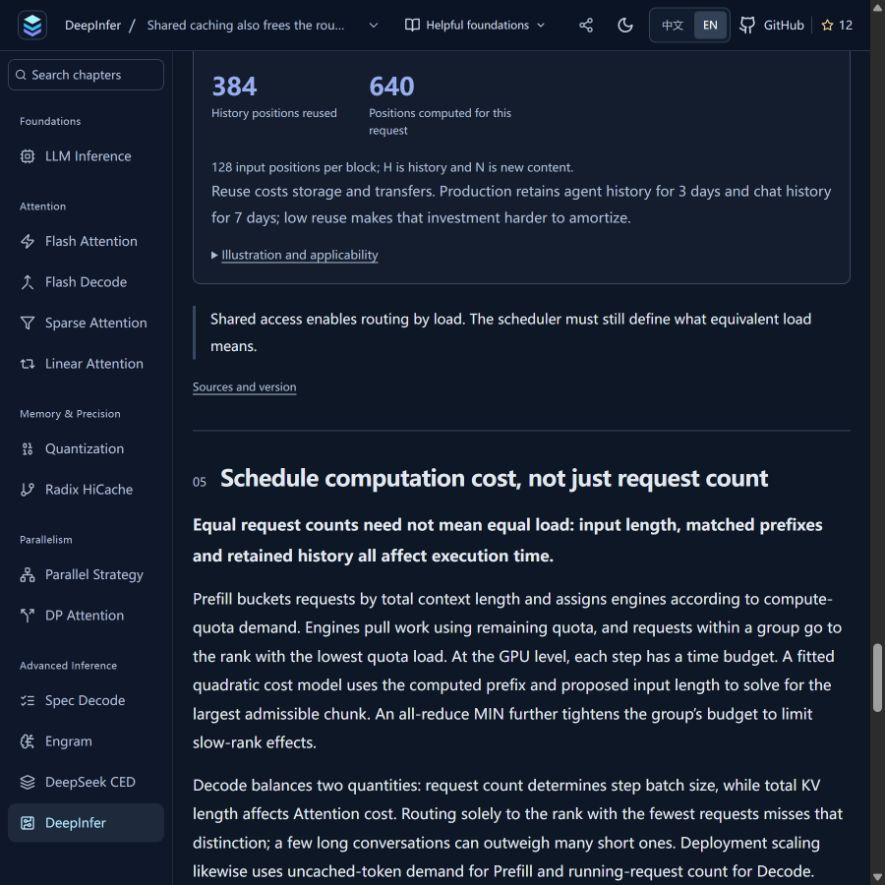 DeepInfer / Shared caching also frees the rou... Helpful foundations 中文 EN GitHub 12
Search chapters
Foundations
LLM Inference
Attention
Flash Attention
Flash Decode
Sparse Attention
Linear Attention
Memory & Precision
Quantization
Radix HiCache
Parallelism
Parallel Strategy
DP Attention
Advanced Inference
Spec Decode
Engram
DeepSeek CED
DeepInfer
384
History positions reused
640
Positions computed for this
request
128 input positions per block; H is history and N is new content.
Reuse costs storage and transfers. Production retains agent history for 3 days and chat history
for 7 days; low reuse makes that investment harder to amortize.
Illustration and applicability
Shared access enables routing by load. The scheduler must still define what equivalent load
means.
Sources and version
05 Schedule computation cost, not just request count
Equal request counts need not mean equal load: input length, matched prefixes
and retained history all affect execution time.
Prefill buckets requests by total context length and assigns engines according to compute-
quota demand. Engines pull work using remaining quota, and requests within a group go to
the rank with the lowest quota load. At the GPU level, each step has a time budget. A fitted
quadratic cost model uses the computed prefix and proposed input length to solve for the
largest admissible chunk. An all-reduce MIN further tightens the group’s budget to limit
slow-rank effects.
Decode balances two quantities: request count determines step batch size, while total KV
length affects Attention cost. Routing solely to the rank with the fewest requests misses that
distinction; a few long conversations can outweigh many short ones. Deployment scaling
likewise uses uncached-token demand for Prefill and running-request count for Decode.